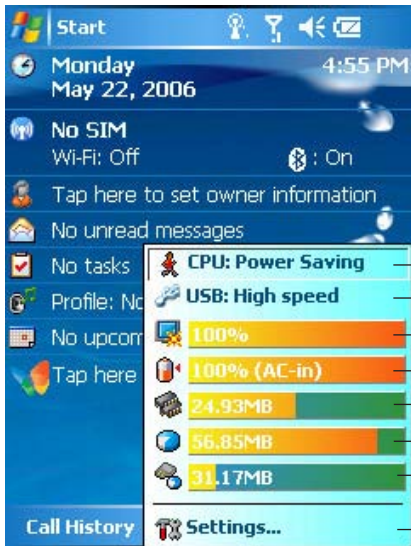 Start
Monday 4:55 PM
May 22, 2006
No SIM
Wi-Fi: Off : On
Tap here to set owner information
No unread messages
No tasks
Profile: No
No upcom
Tap here
CPU: Power Saving
USB: High speed
100%
100% (AC-in)
24.93MB
56.85MB
31.17MB
Settings...
Call History